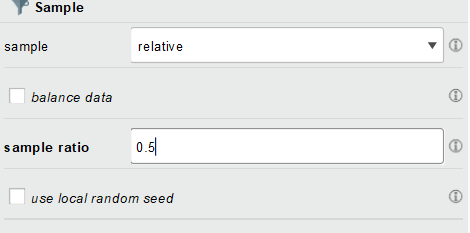 Sample
sample relative
balance data
sample ratio 0.5
use local random seed